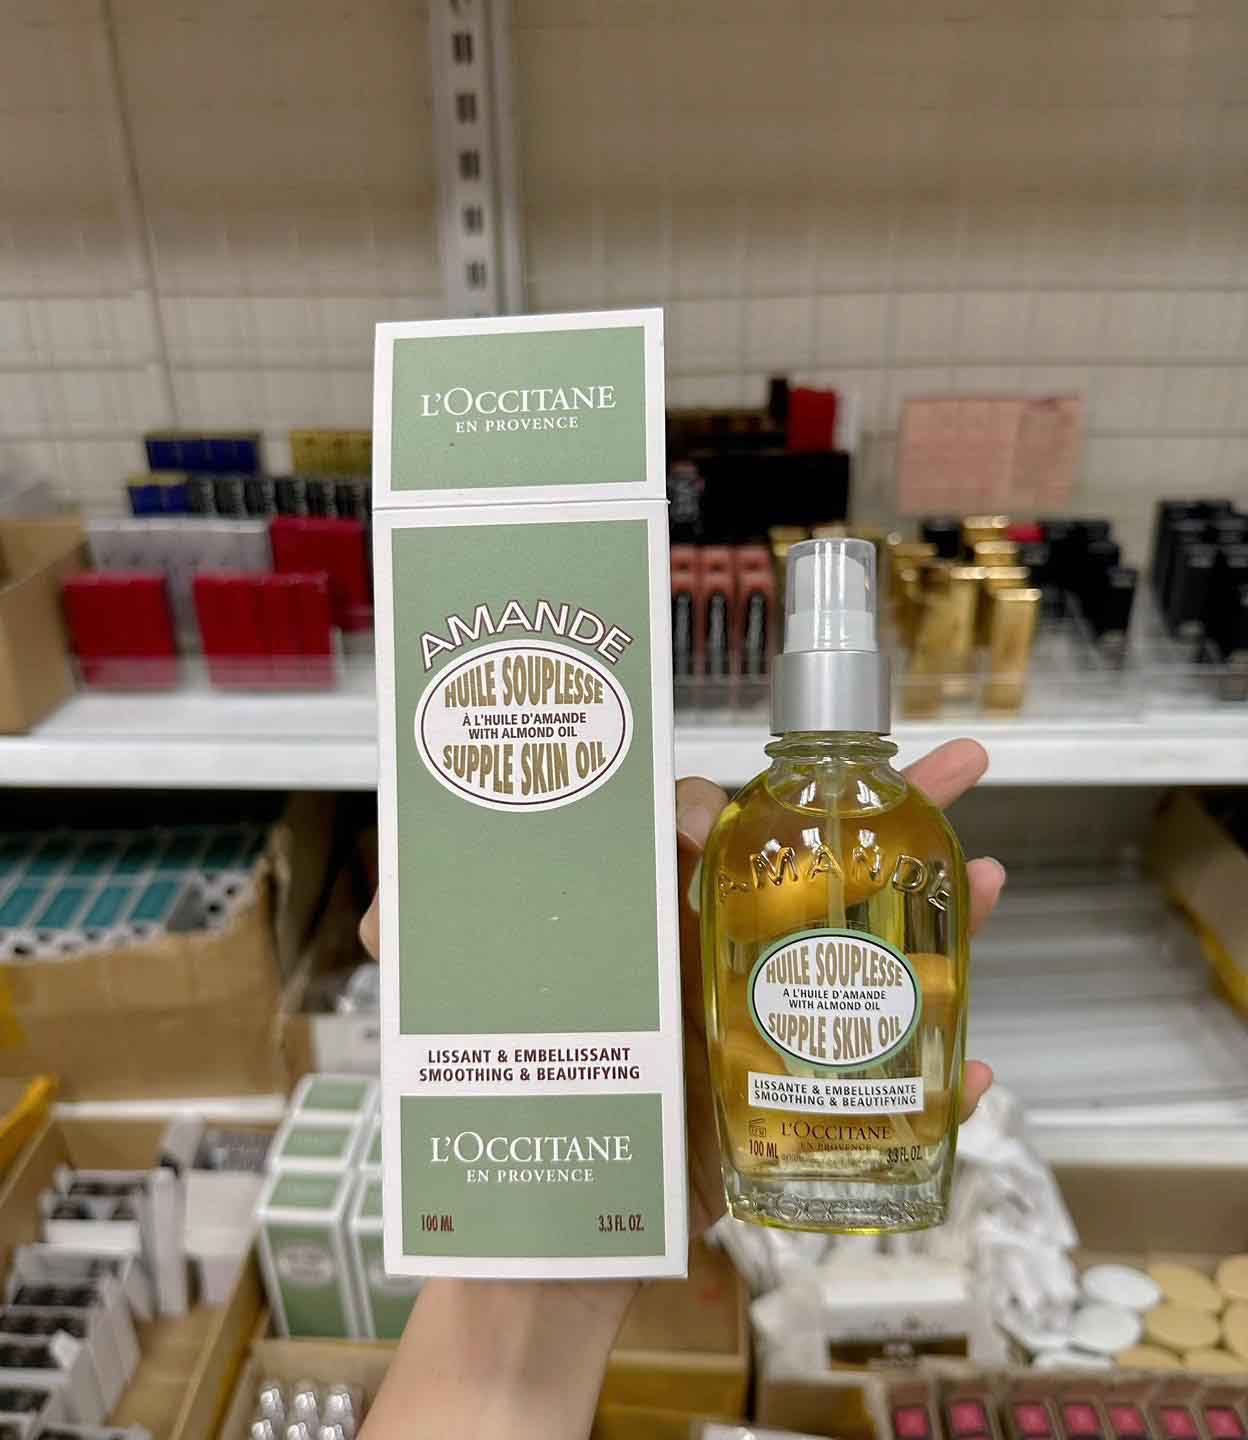 L'OCCITANE
EN PROVENCE
AMANDE
HUILE SOUPLESSE
À L'HUILE D'AMANDE
WITH ALMOND OIL
SUPPLE SKIN OIL
LISSANT & EMBELLISSANT
SMOOTHING & BEAUTIFYING
L'OCCITANE
EN PROVENCE
100 ML 3.3 FL. OZ.
AMANDE
HUILE SOUPLESSE
A L'HUILE D'AMANDE
WITH ALMOND OIL
SUPPLE SKIN OIL
LISSANTE & EMBELLISSANTE
SMOOTHING & BEAUTIFYING
L'OCCITANE
EN PROVENCE
100 ML 3.3 FL. OZ.